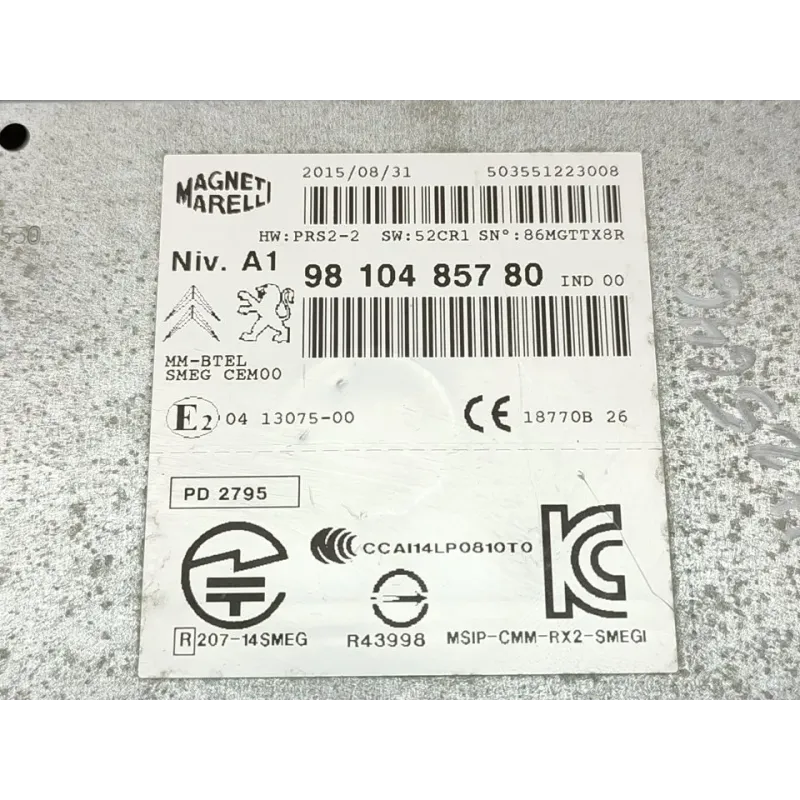 MAGNETI
MARELLI
2015/08/31 503551223008
HW:PRS2-2 SW:52CR1 SN°:86MGTTX8R
Niv. A1 98 104 857 80 IND 00
MM-BTEL
SMEG CEM00
E2 04 13075-00 CE 18770B 26
PD 2795
CCAI14LP0810T0
R 207-14SMEG R43998 MSIP-CMM-RX2-SMEGI